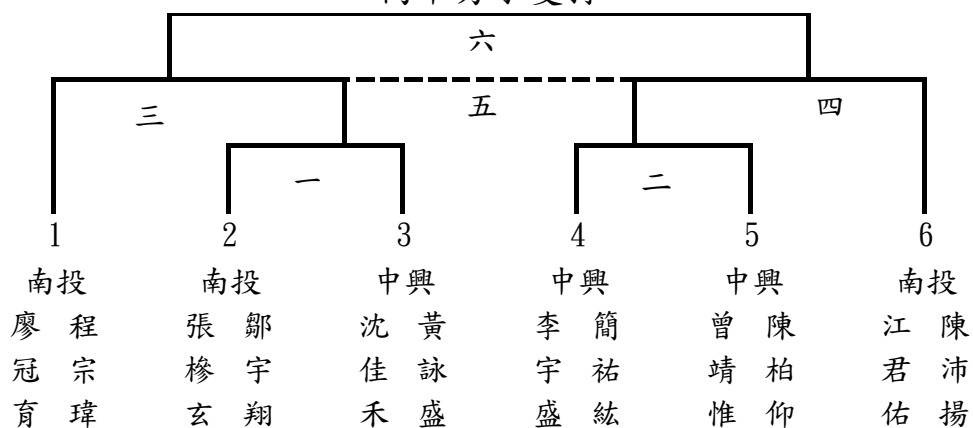 六
三
五
四
一
二
1
南投
廖冠育
程宗瑋
2
南投
張槮玄
鄒宇翔
3
中興
沈佳禾
黃詠盛
4
中興
李宇盛
簡祐紘
5
中興
曾靖惟
陳柏仰
6
南投
江君佑
陳沛揚